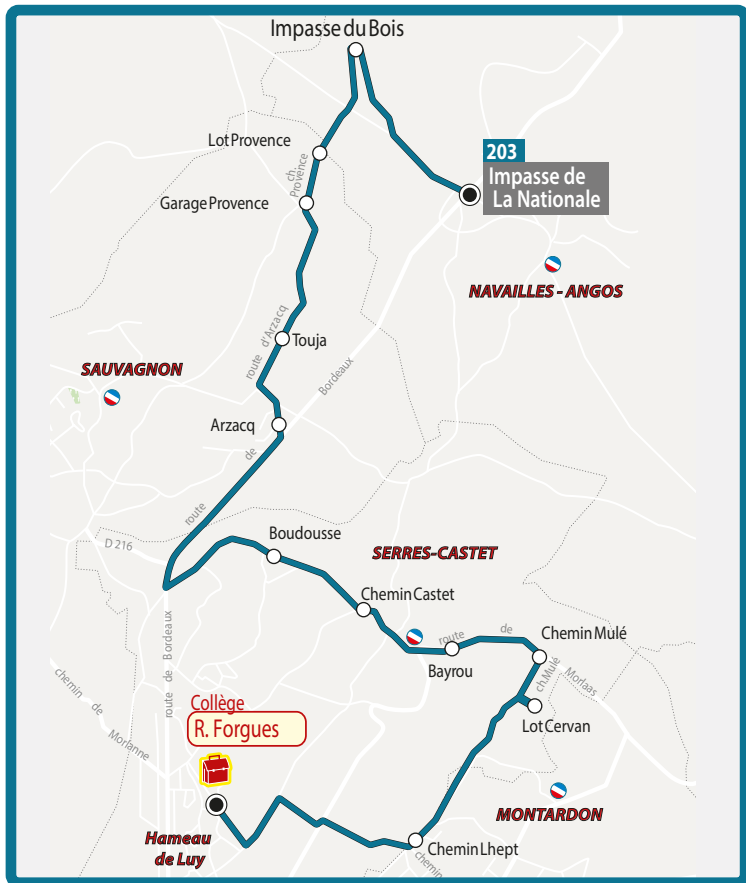 Impasse du Bois
Lot Provence
ch. Provence
Garage Provence
203
Impasse de
La Nationale
NAVAILLES - ANGOS
route d'Arzacq
Touja
SAUVAGNON
Bordeaux
Arzacq
de
route
D 216
Boudousse
SERRES-CASTET
Chemin Castet
route de
Morlaas
Chemin Mulé
Bayrou
ch.Mulé
Lot Cervan
route de Bordeaux
chemin de Morlanne
Collège
R. Forgues
MONTARDON
Hameau
de Luy
Chemin Lhept
chemin